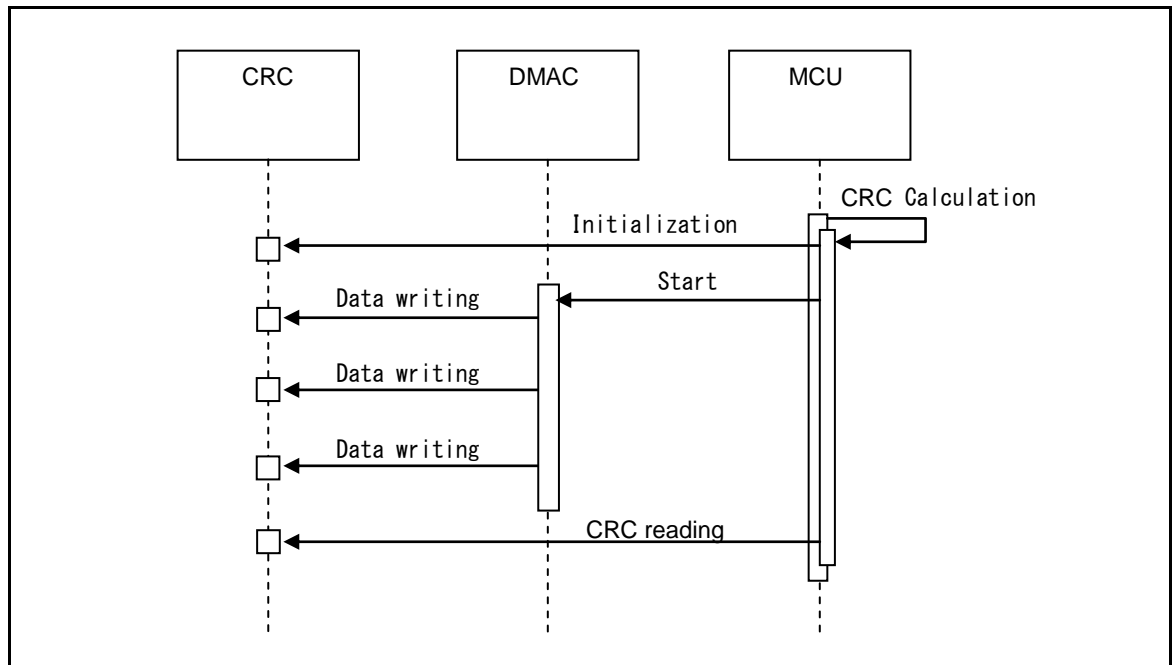 CRC
DMAC
MCU
CRC Calculation
Initialization
Start
Data writing
Data writing
Data writing
CRC reading